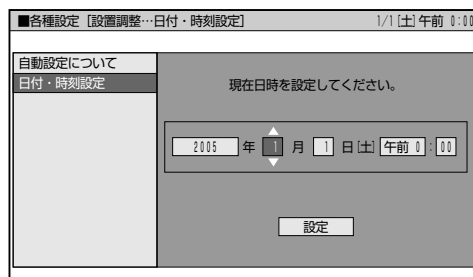 ■各種設定［設置調整…日付・時刻設定］ 1/1[土]午前 0:00
自動設定について
日付・時刻設定
現在日時を設定してください。
2005 年 1 月 1 日[土] 午前 0 : 00
設定